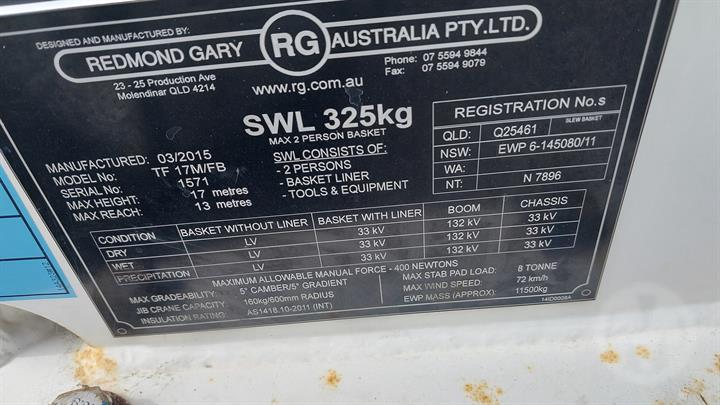 DESIGNED AND MANUFACTURED BY:
REDMOND GARY RG AUSTRALIA PTY.LTD.
23 - 25 Production Ave
Molendinar QLD 4214
www.rg.com.au
Phone: 07 5594 9844
Fax: 07 5594 9079
SWL 325kg
MAX 2 PERSON BASKET
MANUFACTURED: 03/2015
MODEL No: TF 17M/FB
SERIAL No: 1571
MAX HEIGHT: 17 metres
MAX REACH: 13 metres
SWL CONSISTS OF:
- 2 PERSONS
- BASKET LINER
- TOOLS & EQUIPMENT
REGISTRATION No.s
QLD: Q25461 SLEW BASKET
NSW: EWP 6-145080/11
WA:
NT: N 7896
CONDITION BASKET WITHOUT LINER BASKET WITH LINER BOOM CHASSIS
DRY LV 33 kV 132 kV 33 kV
WET LV 33 kV 132 kV 33 kV
PRECIPITATION LV 33 kV 132 kV 33 kV
MAXIMUM ALLOWABLE MANUAL FORCE - 400 NEWTONS
MAX GRADEABILITY: 5° CAMBER/5° GRADIENT
JIB CRANE CAPACITY: 160kg/600mm RADIUS
INSULATION RATING: AS1418.10-2011 (INT)
MAX STAB PAD LOAD: 8 TONNE
MAX WIND SPEED: 72 km/h
EWP MASS (APPROX): 11500kg
14ID0008A